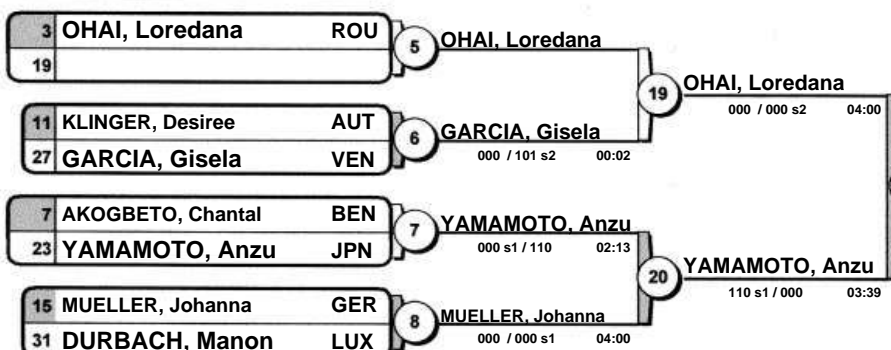 3 OHAI, Loredana ROU
19
5 OHAI, Loredana
19 OHAI, Loredana
000 / 000 s2 04:00
11 KLINGER, Desiree AUT
27 GARCIA, Gisela VEN
6 GARCIA, Gisela
000 / 101 s2 00:02
7 AKOGBETO, Chantal BEN
23 YAMAMOTO, Anzu JPN
7 YAMAMOTO, Anzu
000 s1 / 110 02:13
20 YAMAMOTO, Anzu
110 s1 / 000 03:39
15 MUELLER, Johanna GER
31 DURBACH, Manon LUX
8 MUELLER, Johanna
000 / 000 s1 04:00